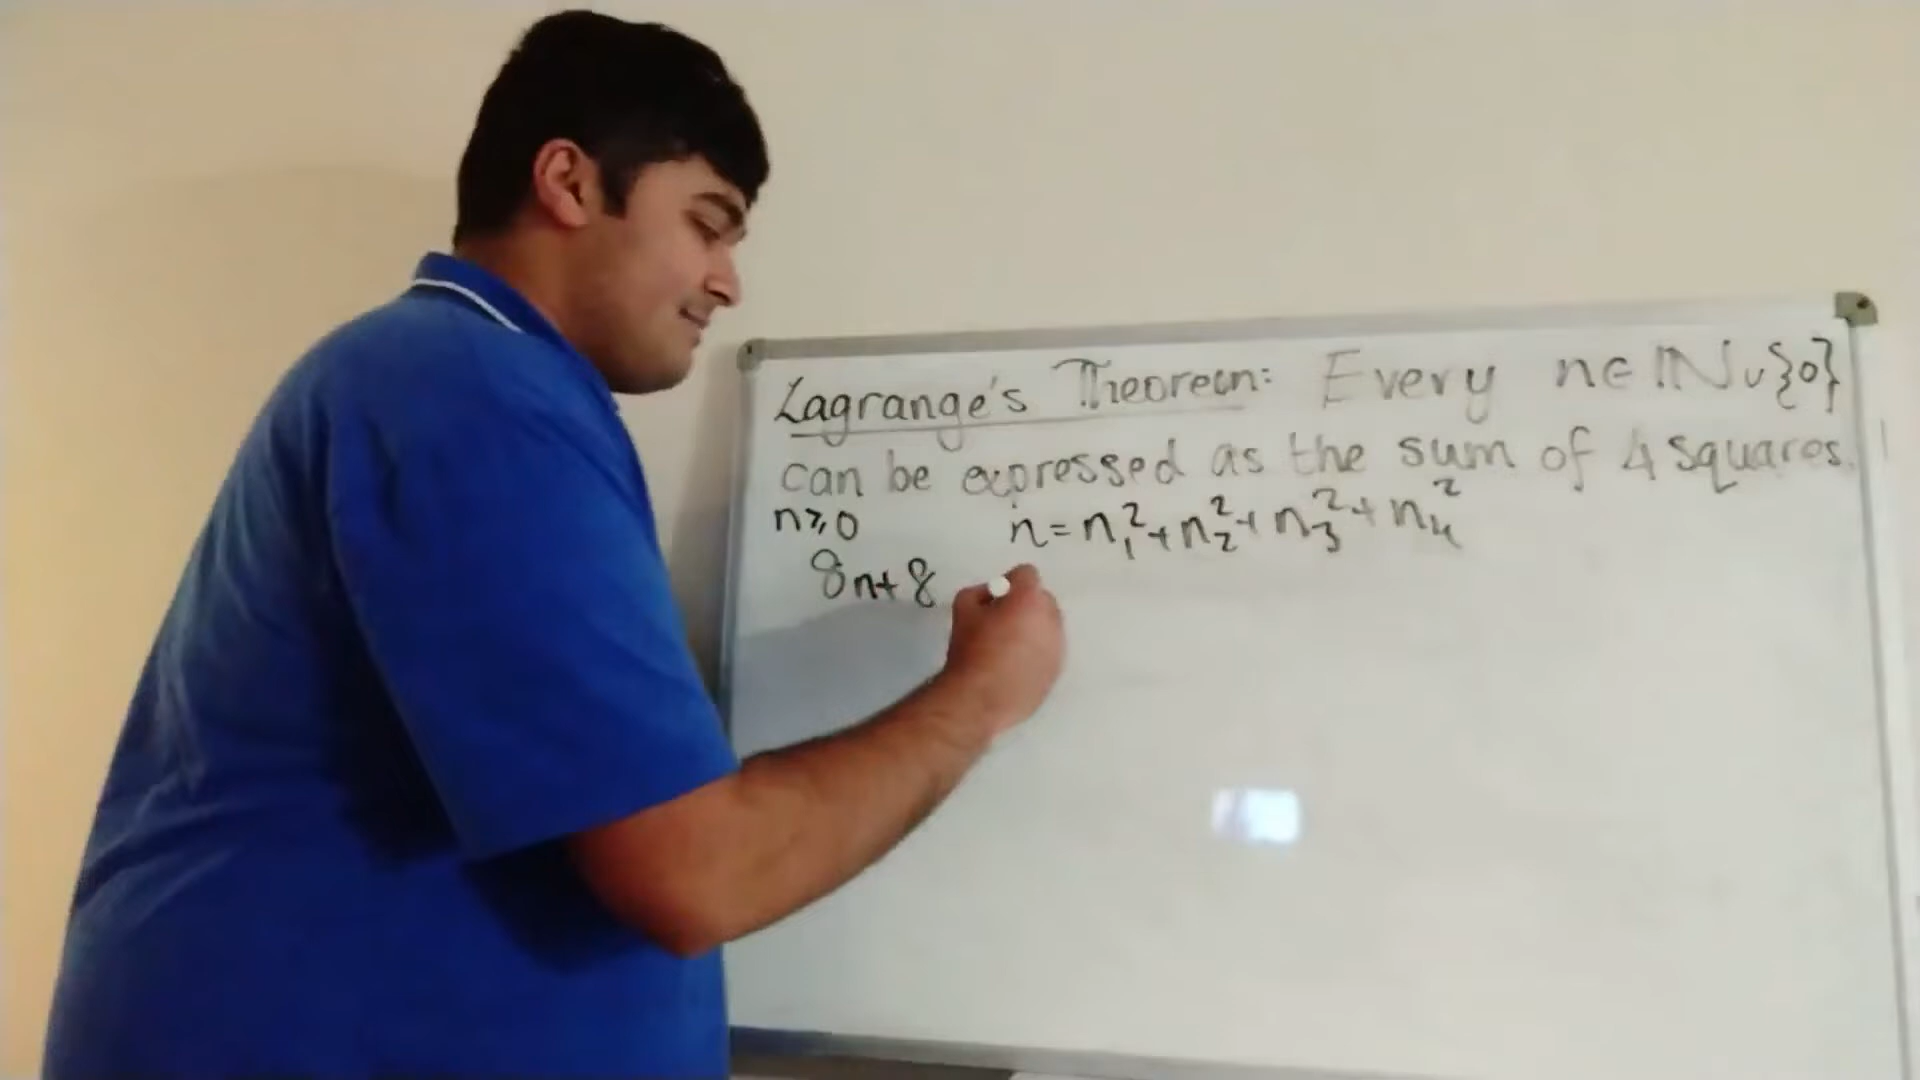 Lagrange's Theorem: Every n∈ℕ∪{0}
can be expressed as the sum of 4 squares.
n≥0 n=n₁²+n₂²+n₃²+n₄²
8n+8